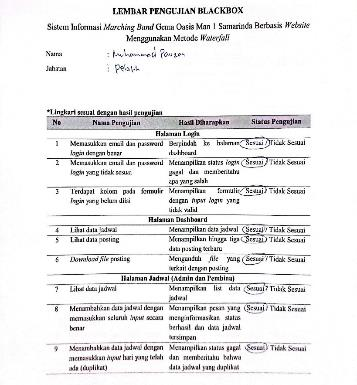 LEMBAR PENGUJIAN BLACKBOX
Sistem Informasi Marching Band Gema Oasis Man 1 Samarinda Berbasis Website
Menggunakan Metode Waterfall
Nama : Muhammad Fauzan
Jabatan : Pelatih
*Lingkari sesuai dengan hasil pengujian
No Nama Pengujian Hasil Diharapkan Status Pengujian
Halaman Login
1 Memasukkan email dan password Berpindah ke halaman Sesuai / Tidak Sesuai
login dengan benar dashboard
2 Memasukkan email dan password Menampilkan status login Sesuai / Tidak Sesuai
login yang tidak sesuai gagal dan memberitahu
apa yang salah
3 Terdapat kolom pada formulir Menampilkan formulir Sesuai / Tidak Sesuai
login yang belum diisi dengan input login yang
tidak valid
Halaman Dashboard
4 Lihat data jadwal Menampilkan data jadwal Sesuai / Tidak Sesuai
5 Lihat data posting Menampilkan hingga tiga Sesuai / Tidak Sesuai
data posting terbaru
6 Download file posting Mengunduh file yang Sesuai / Tidak Sesuai
terkait dengan posting
Halaman Jadwal (Admin dan Pembina)
7 Lihat data jadwal Menampilkan list data Sesuai / Tidak Sesuai
jadwal
8 Menambahkan data jadwal dengan Menampilkan pesan yang Sesuai / Tidak Sesuai
memasukkan seluruh input secara menginformasikan status
benar berhasil dan data jadwal
tersimpan
9 Menambahkan data jadwal dengan Menampilkan status gagal Sesuai / Tidak Sesuai
memasukkan input hari yang telah dan memberitahu bahwa
ada (duplikat) data jadwal yang duplikat